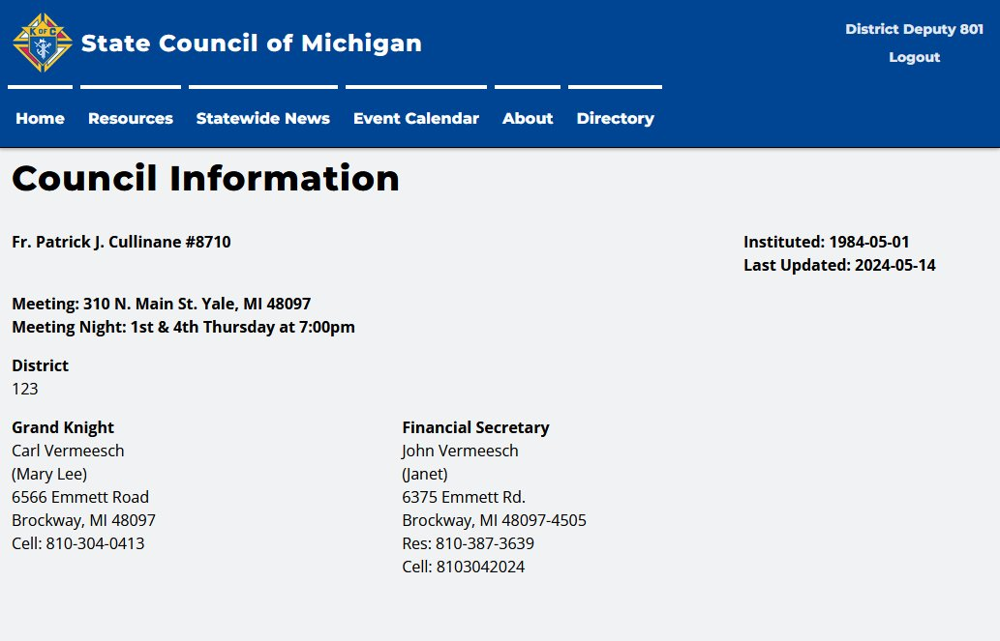 K OF C
State Council of Michigan
District Deputy 801
Logout
Home Resources Statewide News Event Calendar About Directory
Council Information
Fr. Patrick J. Cullinane #8710
Instituted: 1984-05-01
Last Updated: 2024-05-14
Meeting: 310 N. Main St. Yale, MI 48097
Meeting Night: 1st & 4th Thursday at 7:00pm
District
123
Grand Knight
Carl Vermeesch
(Mary Lee)
6566 Emmett Road
Brockway, MI 48097
Cell: 810-304-0413
Financial Secretary
John Vermeesch
(Janet)
6375 Emmett Rd.
Brockway, MI 48097-4505
Res: 810-387-3639
Cell: 8103042024